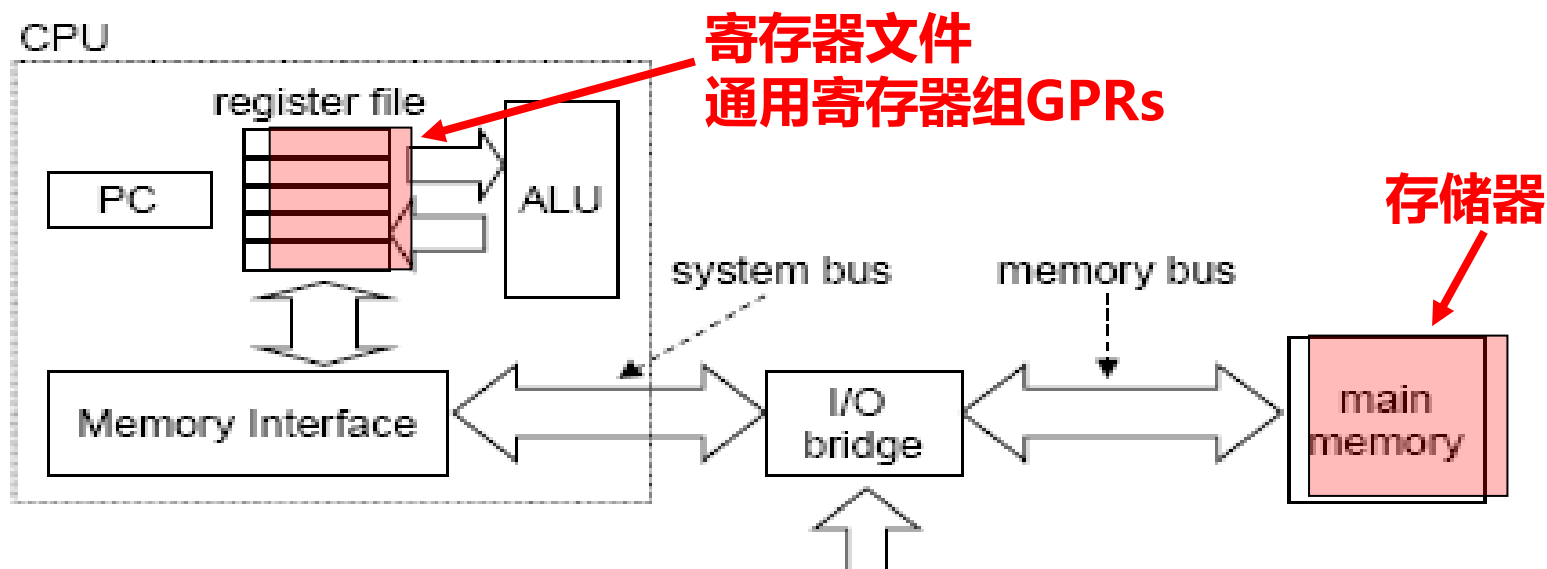 CPU
寄存器文件
通用寄存器组GPRs
register file
PC
ALU
存储器
system bus
memory bus
Memory Interface
I/O
bridge
main
memory